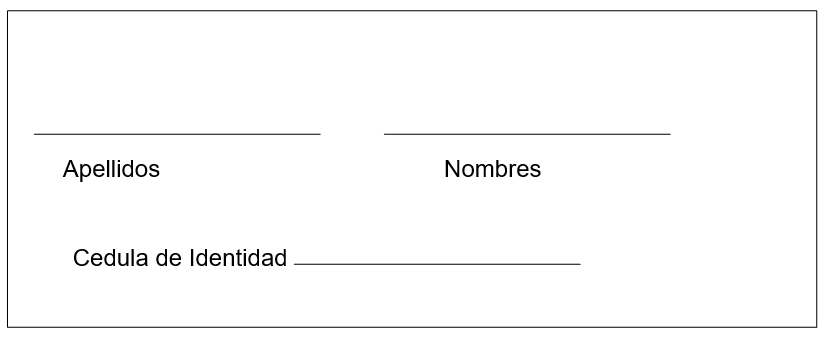 Apellidos Nombres
Cedula de Identidad